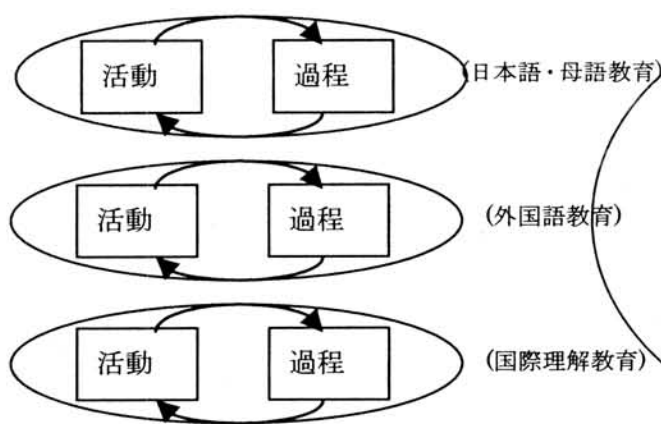 活動 過程 (日本語・母語教育)
活動 過程 (外国語教育)
活動 過程 (国際理解教育)